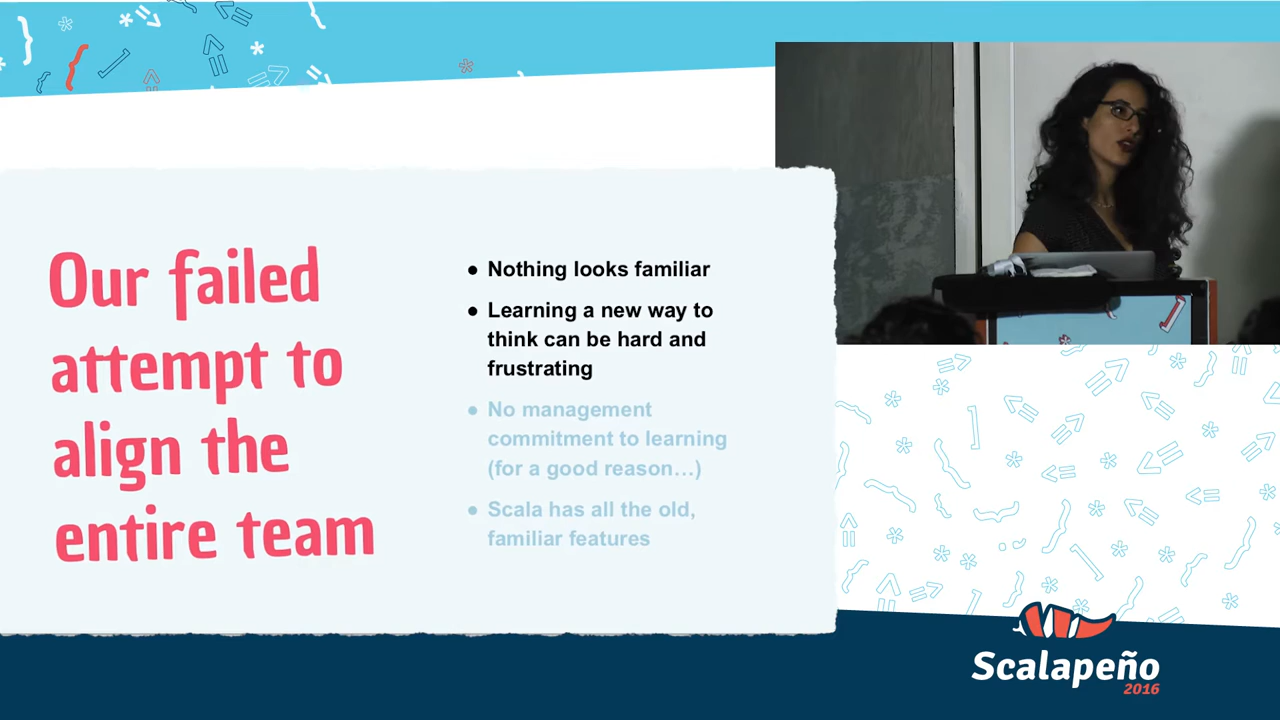 Our failed
attempt to
align the
entire team
● Nothing looks familiar
● Learning a new way to
think can be hard and
frustrating
● No management
commitment to learning
(for a good reason...)
● Scala has all the old,
familiar features
Scalapeño
2016